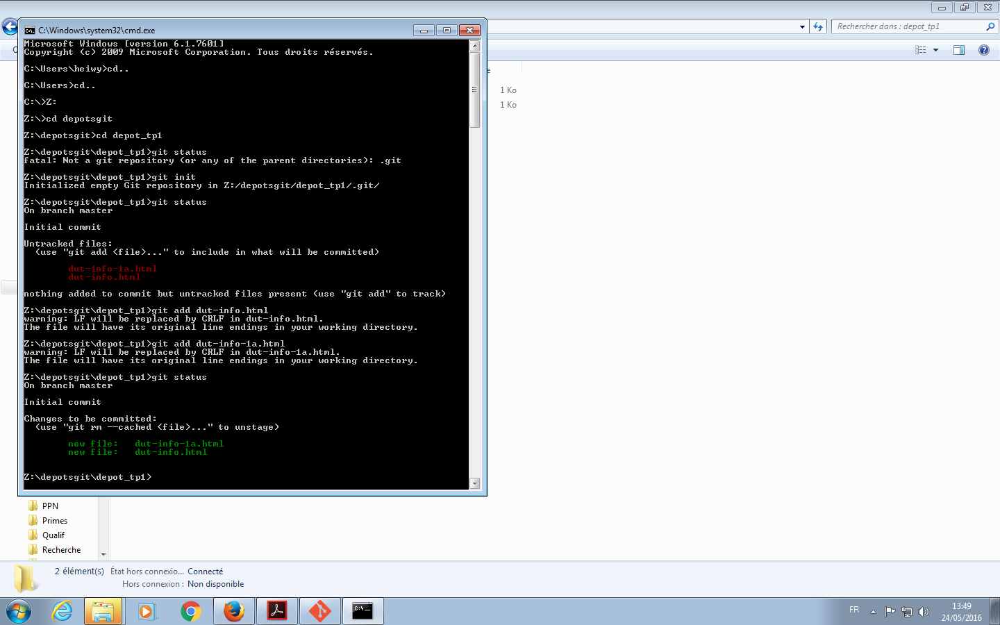 C:\Windows\system32\cmd.exe
Rechercher dans : depot_tp1
Microsoft Windows [version 6.1.7601]
Copyright (c) 2009 Microsoft Corporation. Tous droits réservés.
C:\Users\heiwy>cd..
C:\Users>cd..
C:\>Z:
Z:\>cd depotsgit
Z:\depotsgit>cd depot_tp1
Z:\depotsgit\depot_tp1>git status
fatal: Not a git repository (or any of the parent directories): .git
Z:\depotsgit\depot_tp1>git init
Initialized empty Git repository in Z:/depotsgit/depot_tp1/.git/
Z:\depotsgit\depot_tp1>git status
On branch master
Initial commit
Untracked files:
(use "git add <file>..." to include in what will be committed)
dut-info-1a.html
dut-info.html
nothing added to commit but untracked files present (use "git add" to track)
Z:\depotsgit\depot_tp1>git add dut-info.html
warning: LF will be replaced by CRLF in dut-info.html.
The file will have its original line endings in your working directory.
Z:\depotsgit\depot_tp1>git add dut-info-1a.html
warning: LF will be replaced by CRLF in dut-info-1a.html.
The file will have its original line endings in your working directory.
Z:\depotsgit\depot_tp1>git status
On branch master
Initial commit
Changes to be committed:
(use "git rm --cached <file>..." to unstage)
new file:   dut-info-1a.html
new file:   dut-info.html
Z:\depotsgit\depot_tp1>
1 Ko
1 Ko
PPN
Primes
Qualif
Recherche
2 élément(s) État hors connexio... Connecté
Hors connexion : Non disponible
FR
13:49
24/05/2016